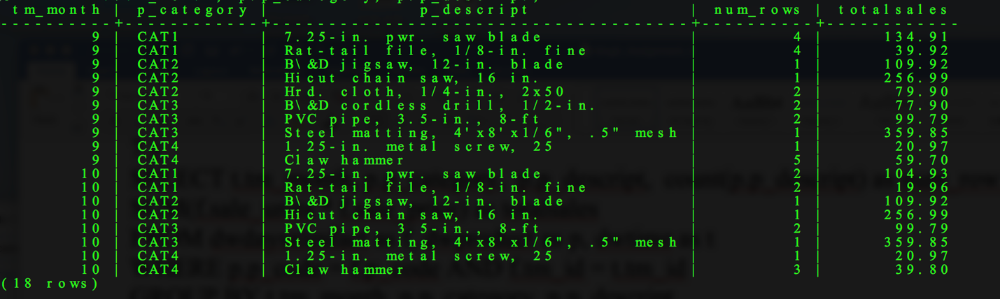 tm_month | p_category | p_descript | num_rows | totalsales
----------+------------+-------------------------------------+----------+------------
9 | CAT1 | 7.25-in. pwr. saw blade | 4 | 134.91
9 | CAT1 | Rat-tail file, 1/8-in. fine | 4 | 39.92
9 | CAT2 | B\&D jigsaw, 12-in. blade | 1 | 109.92
9 | CAT2 | Hicut chain saw, 16 in. | 1 | 256.99
9 | CAT2 | Hrd. cloth, 1/4-in., 2x50 | 2 | 79.90
9 | CAT3 | B\&D cordless drill, 1/2-in. | 2 | 77.90
9 | CAT3 | PVC pipe, 3.5-in., 8-ft | 2 | 99.79
9 | CAT3 | Steel matting, 4'x8'x1/6", .5" mesh | 1 | 359.85
9 | CAT4 | 1.25-in. metal screw, 25 | 1 | 20.97
9 | CAT4 | Claw hammer | 5 | 59.70
10 | CAT1 | 7.25-in. pwr. saw blade | 2 | 104.93
10 | CAT1 | Rat-tail file, 1/8-in. fine | 2 | 19.96
10 | CAT2 | B\&D jigsaw, 12-in. blade | 1 | 109.92
10 | CAT2 | Hicut chain saw, 16 in. | 1 | 256.99
10 | CAT3 | PVC pipe, 3.5-in., 8-ft | 2 | 99.79
10 | CAT3 | Steel matting, 4'x8'x1/6", .5" mesh | 1 | 359.85
10 | CAT4 | 1.25-in. metal screw, 25 | 1 | 20.97
10 | CAT4 | Claw hammer | 3 | 39.80
(18 rows)